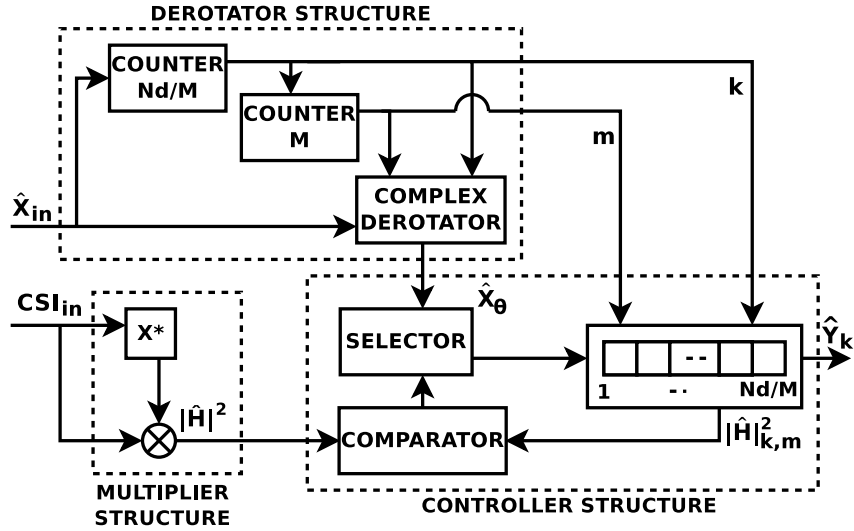 DEROTATOR STRUCTURE
COUNTER
Nd/M
COUNTER
M
k
m
X̂in
COMPLEX
DEROTATOR
CSIin
X*
X̂θ
SELECTOR
Ŷk
- -
1 - · Nd/M
|Ĥ|²
COMPARATOR
|Ĥ|²k,m
MULTIPLIER
STRUCTURE
CONTROLLER STRUCTURE